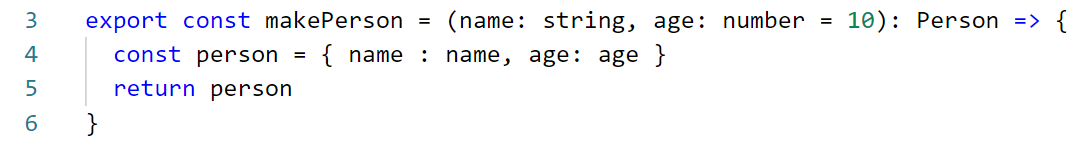 3 export const makePerson = (name: string, age: number = 10): Person => {
4 const person = { name : name, age: age }
5 return person
6 }